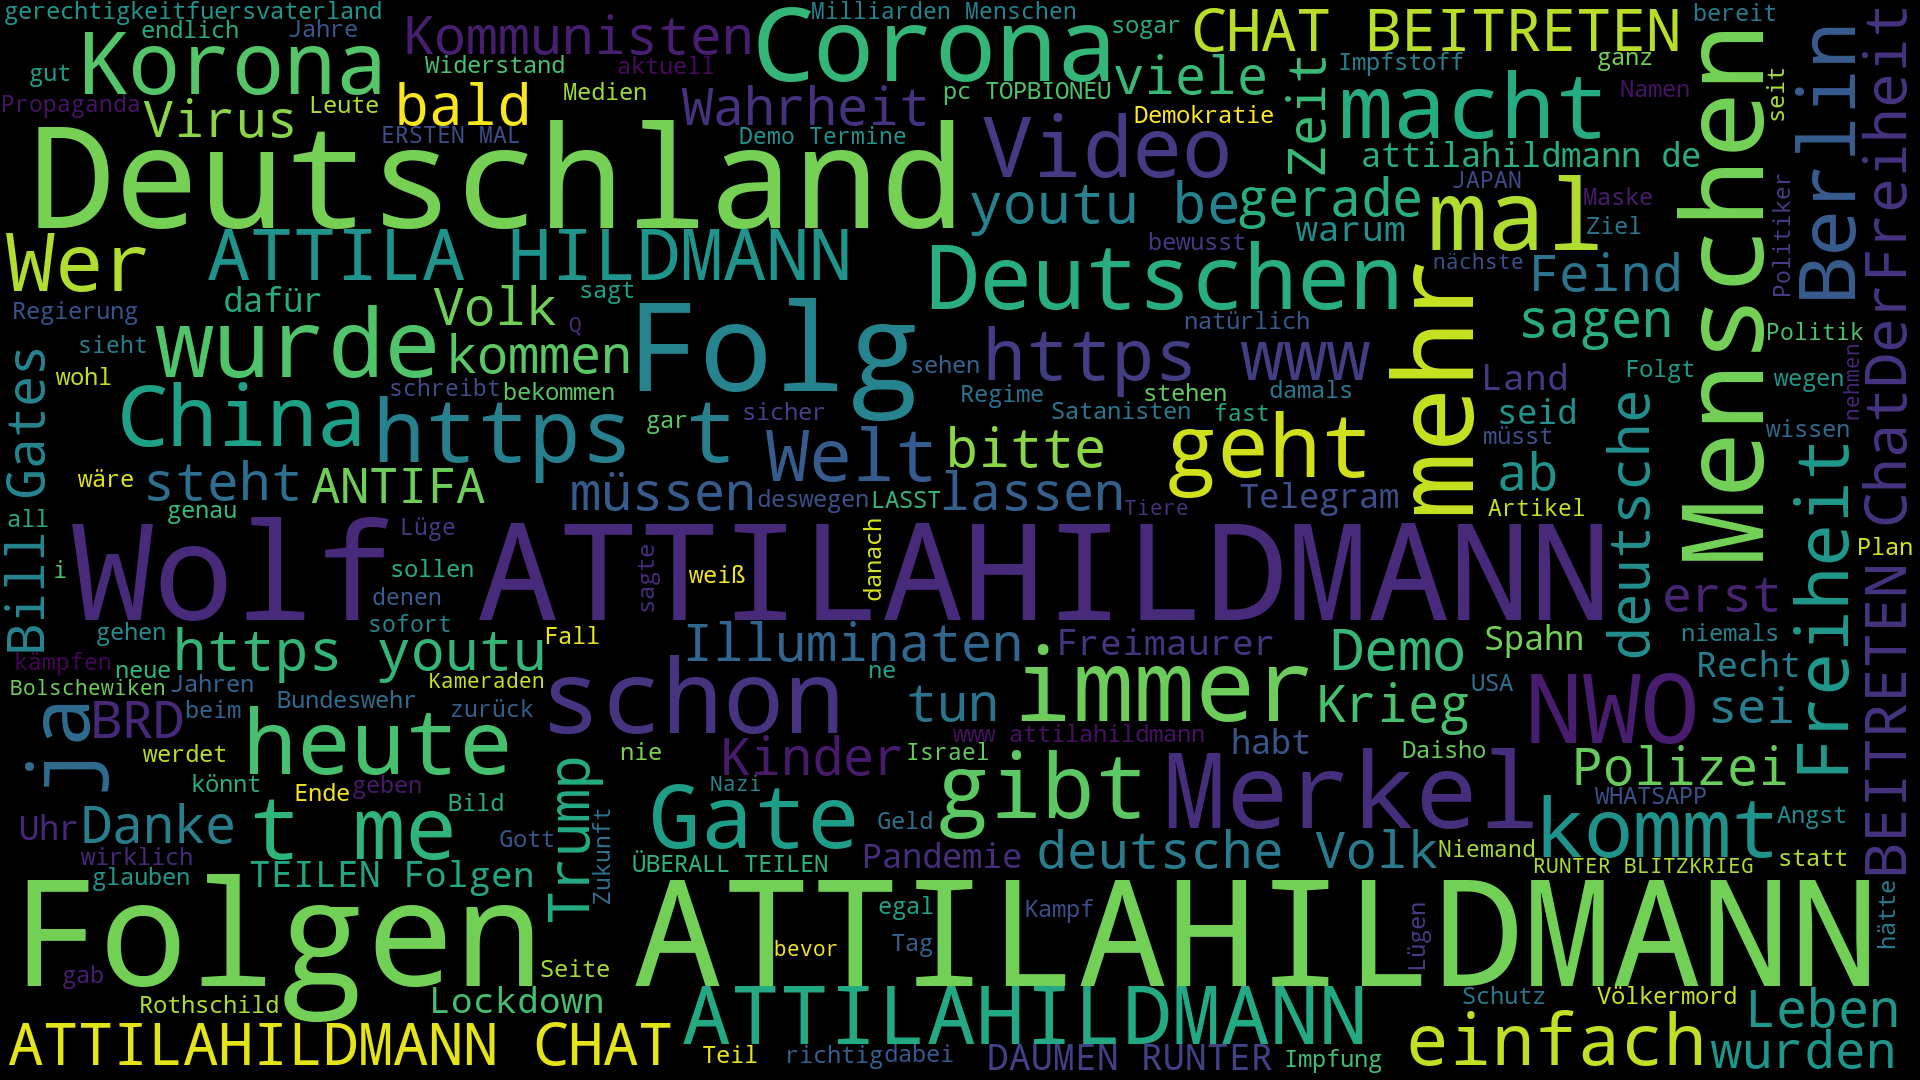 gerechtigkeitfuersvaterland
Milliarden Menschen
sogar
CHAT BEITRETEN
bereit
endlich
Jahre
Kommunisten
Corona
Korona
gut
Widerstand
aktuell
viele
Impfstoff
ganz
Propaganda
Virus
Leute
bald
Medien
Wahrheit
pc TOPBIONEU
Demokratie
Zeit
macht
Namen
seit
Menschen
Berlin
BEITRETENChatDerFreiheit
ERSTEN MAL
Demo Termine
Deutschland
Video
attilahildmann de
youtu be
gerade
JAPAN
mal
Maske
Ziel
Politiker
warum
Wer
ATTILA HILDMANN
bewusst
nächste
Feind
Deutschen
mehr
dafür
Volk
sagt
Regierung
Q
natürlich
sagen
Politik
sieht
wurde
kommen
Folg
sehen
https www
Land
Folgt
wegen
nehmen
wohl
schreibt
bekommen
Regime
stehen
damals
China
https t
gar
sicher
Satanisten
fast
seid
deutsche
Bill Gates
Welt
bitte
geht
müsst
wissen
wäre
steht
ANTIFA
müssen
deswegen
LASST
lassen
Tiere
Telegram
ab
Artikel
Freiheit
genau
all
Wolf ATTILAHILDMANN
Lüge
danach
Plan
i
sollen
sagte
weiß
denen
erst
sofort
gehen
https youtu
Fall
Illuminaten
Freimaurer
Demo
Spahn
niemals
kämpfen
neue
ne
Recht
Bolschewiken
Jahren
Bundeswehr
Kameraden
schon
immer
Krieg
USA
NWO
sei
ja
BRD
beim
zurück
tun
heute
www attilahildmann
habt
werdet
nie
Kinder
Israel
Daisho
Polizei
könnt
Ende
geben
Bild
Trump
Nazi
gibt
Merkel
WHATSAPP
Uhr
Danke
t me
Gott
Zukunft
Gate
Geld
kommt
Angst
wirklich
glauben
TEILEN Folgen
ÜBERALL TEILEN
Pandemie
deutsche Volk
Niemand
RUNTER BLITZKRIEG
statt
Folgen ATTILAHILDMANN
egal
Kampf
hätte
bevor
Tag
Lügen
gab
Seite
Rothschild
Lockdown
ATTILAHILDMANN
Schutz
Völkermord
Leben
ATTILAHILDMANN CHAT
Teil
richtig
dabei
DAUMEN RUNTER
Impfung
einfach
wurden